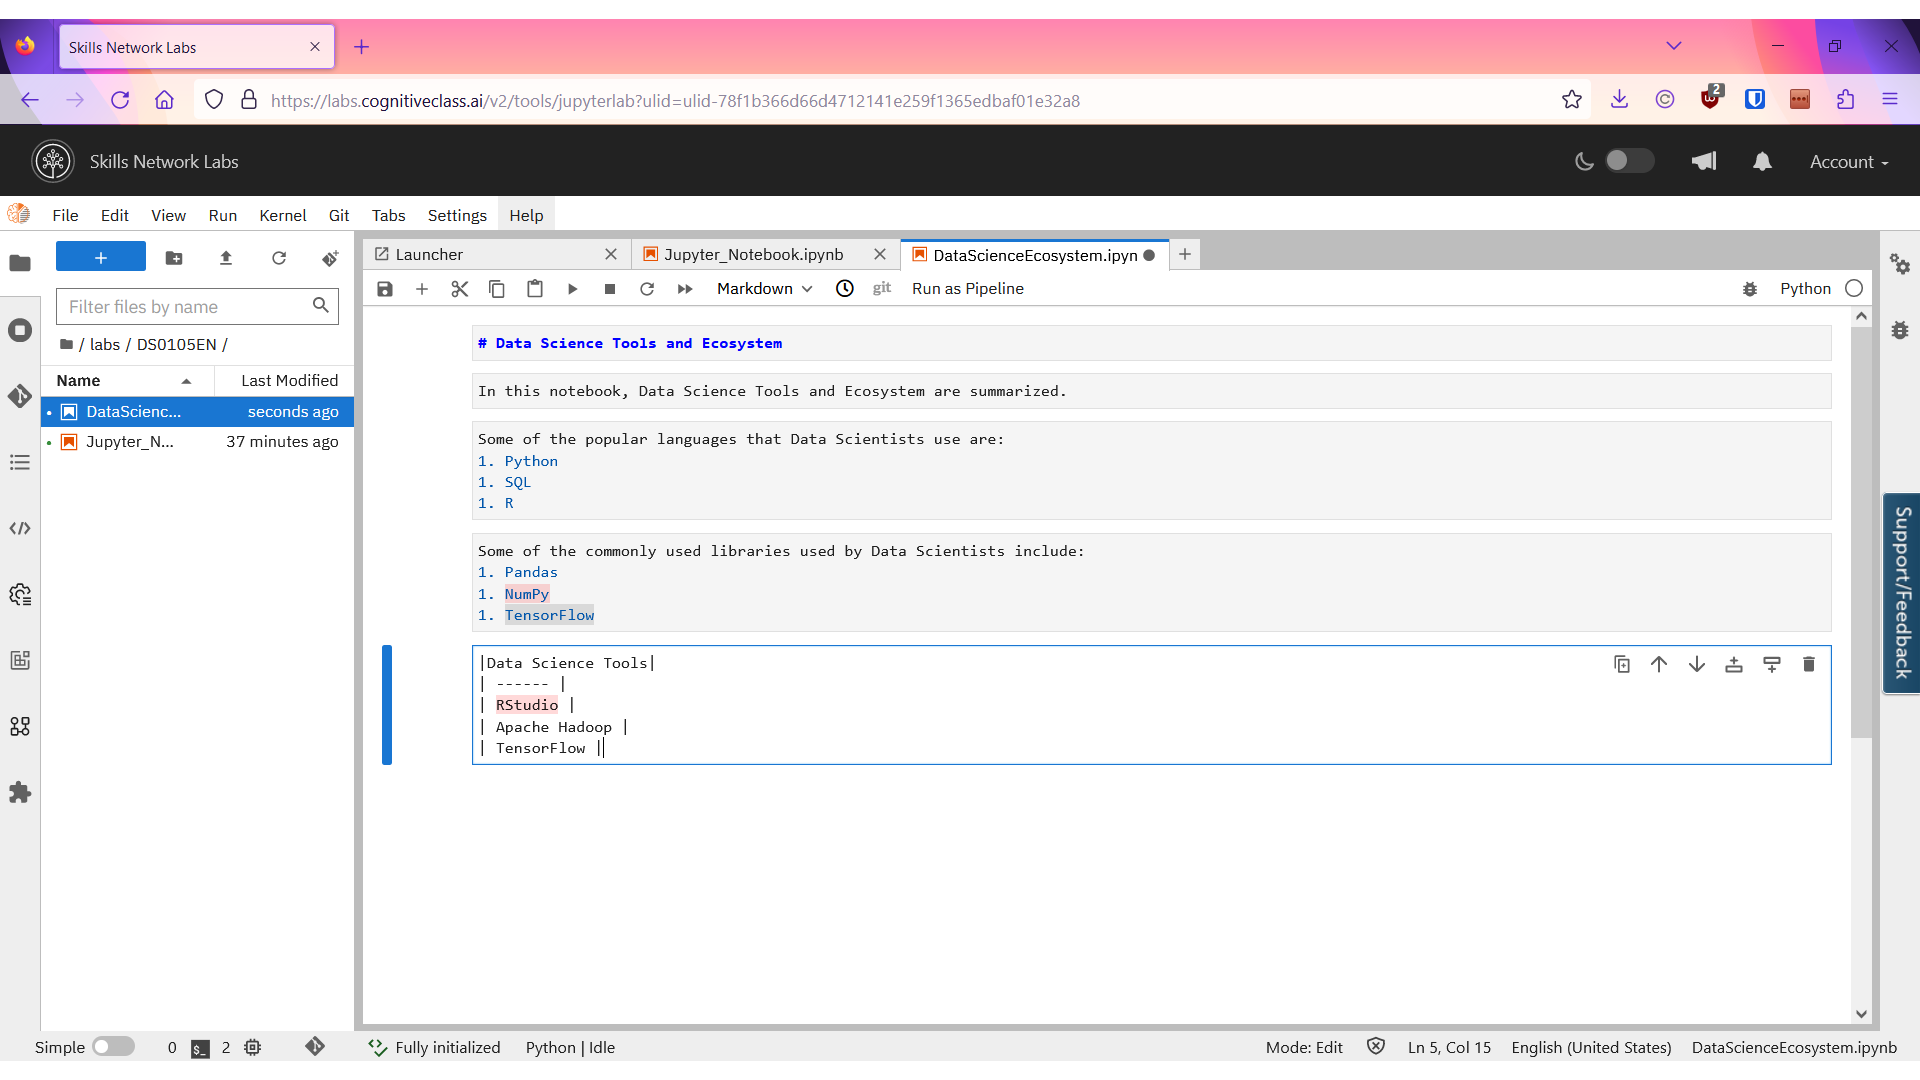 Skills Network Labs
https://labs.cognitiveclass.ai/v2/tools/jupyterlab?ulid=ulid-78f1b366d66d4712141e259f1365edbaf01e32a8
2
Skills Network Labs
Account
File Edit View Run Kernel Git Tabs Settings Help
Launcher
Jupyter_Notebook.ipynb
DataScienceEcosystem.ipyn
Markdown
git
Run as Pipeline
Python
Filter files by name
/ labs / DS0105EN /
Name Last Modified
DataScienc... seconds ago
Jupyter_N... 37 minutes ago
# Data Science Tools and Ecosystem
In this notebook, Data Science Tools and Ecosystem are summarized.
Some of the popular languages that Data Scientists use are:
1. Python
1. SQL
1. R
Some of the commonly used libraries used by Data Scientists include:
1. Pandas
1. NumPy
1. TensorFlow
|Data Science Tools|
| ------ |
| RStudio |
| Apache Hadoop |
| TensorFlow |
Support/Feedback
Simple 0 $_ 2 Fully initialized Python | Idle Mode: Edit Ln 5, Col 15 English (United States) DataScienceEcosystem.ipynb